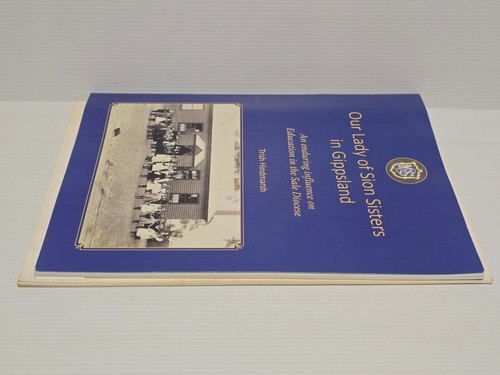 Our Lady of Sion Sisters
in Gippsland
An enduring influence on
Education in the Sale Diocese
Trish Hindmarsh